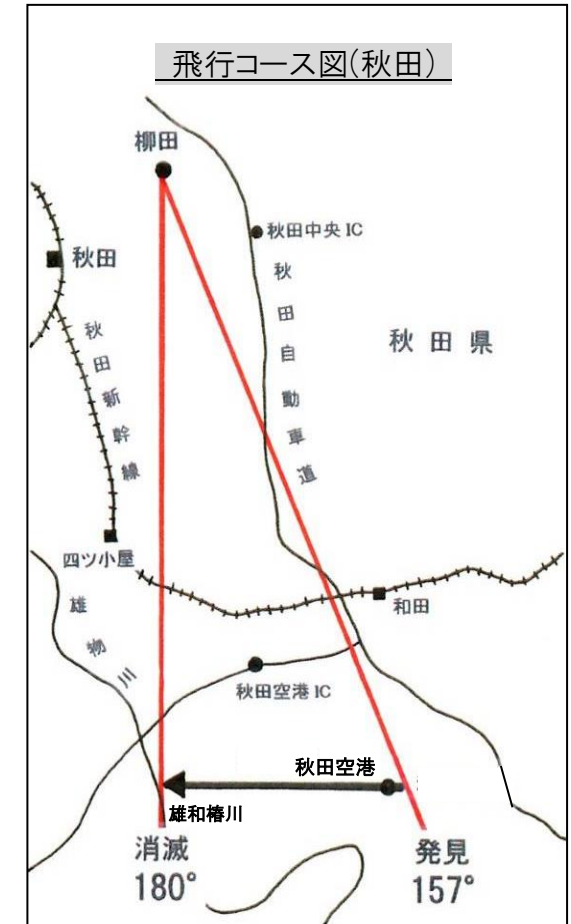 飛行コース図(秋田)
柳田
秋田中央 IC
秋田
秋田自動車道
秋田新幹線
秋田県
四ツ小屋
雄物川
和田
秋田空港 IC
秋田空港
雄和椿川
消滅
180°
発見
157°